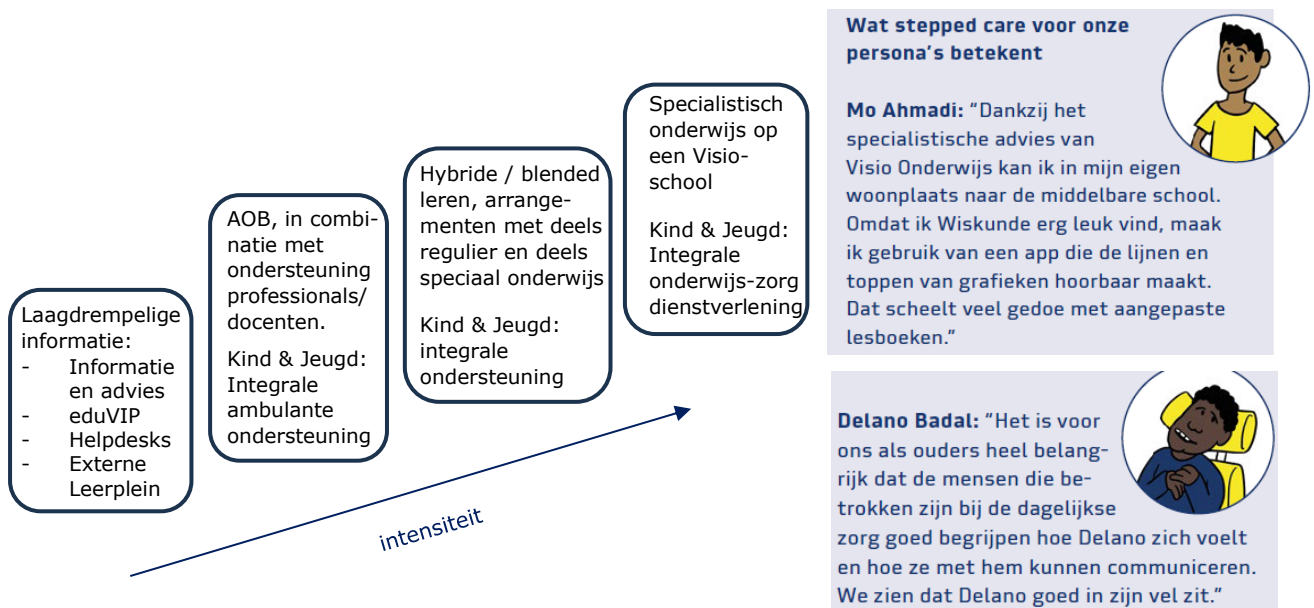 Laagdrempelige
informatie:
- Informatie
en advies
- eduVIP
- Helpdesks
- Externe
Leerplein
AOB, in combi-
natie met
ondersteuning
professionals/
docenten.
Kind & Jeugd:
Integrale
ambulante
ondersteuning
Hybride / blended
leren, arrange-
menten met deels
regulier en deels
speciaal onderwijs
Kind & Jeugd:
integrale
ondersteuning
Specialistisch
onderwijs op
een Visio-
school
Kind & Jeugd:
Integrale
onderwijs-zorg
dienstverlening
intensiteit
Wat stepped care voor onze
persona's betekent
Mo Ahmadi: "Dankzij het
specialistische advies van
Visio Onderwijs kan ik in mijn eigen
woonplaats naar de middelbare school.
Omdat ik Wiskunde erg leuk vind, maak
ik gebruik van een app die de lijnen en
toppen van grafieken hoorbaar maakt.
Dat scheelt veel gedoe met aangepaste
lesboeken."
Delano Badal: "Het is voor
ons als ouders heel belang-
rijk dat de mensen die be-
trokken zijn bij de dagelijkse
zorg goed begrijpen hoe Delano zich voelt
en hoe ze met hem kunnen communiceren.
We zien dat Delano goed in zijn vel zit."